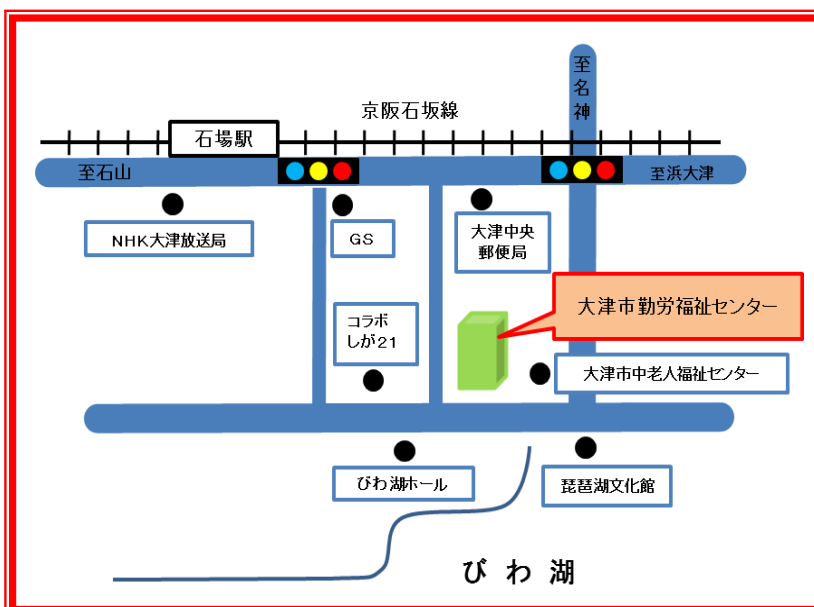 至名神
京阪石坂線
石場駅
至石山
至浜大津
NHK大津放送局
GS
大津中央
郵便局
大津市勤労福祉センター
コラボ
しが21
大津市中老人福祉センター
びわ湖ホール
琵琶湖文化館
びわ湖